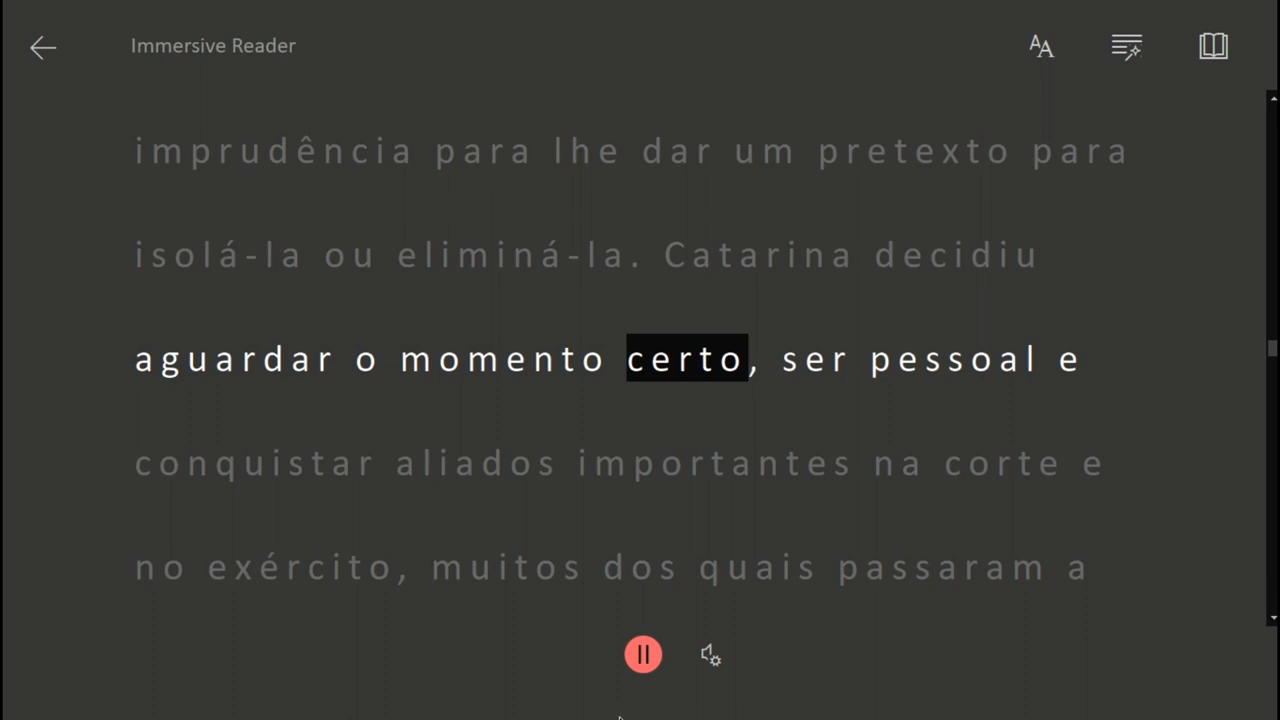 Immersive Reader
imprudência para lhe dar um pretexto para
isolá-la ou eliminá-la. Catarina decidiu
aguardar o momento certo, ser pessoal e
conquistar aliados importantes na corte e
no exército, muitos dos quais passaram a